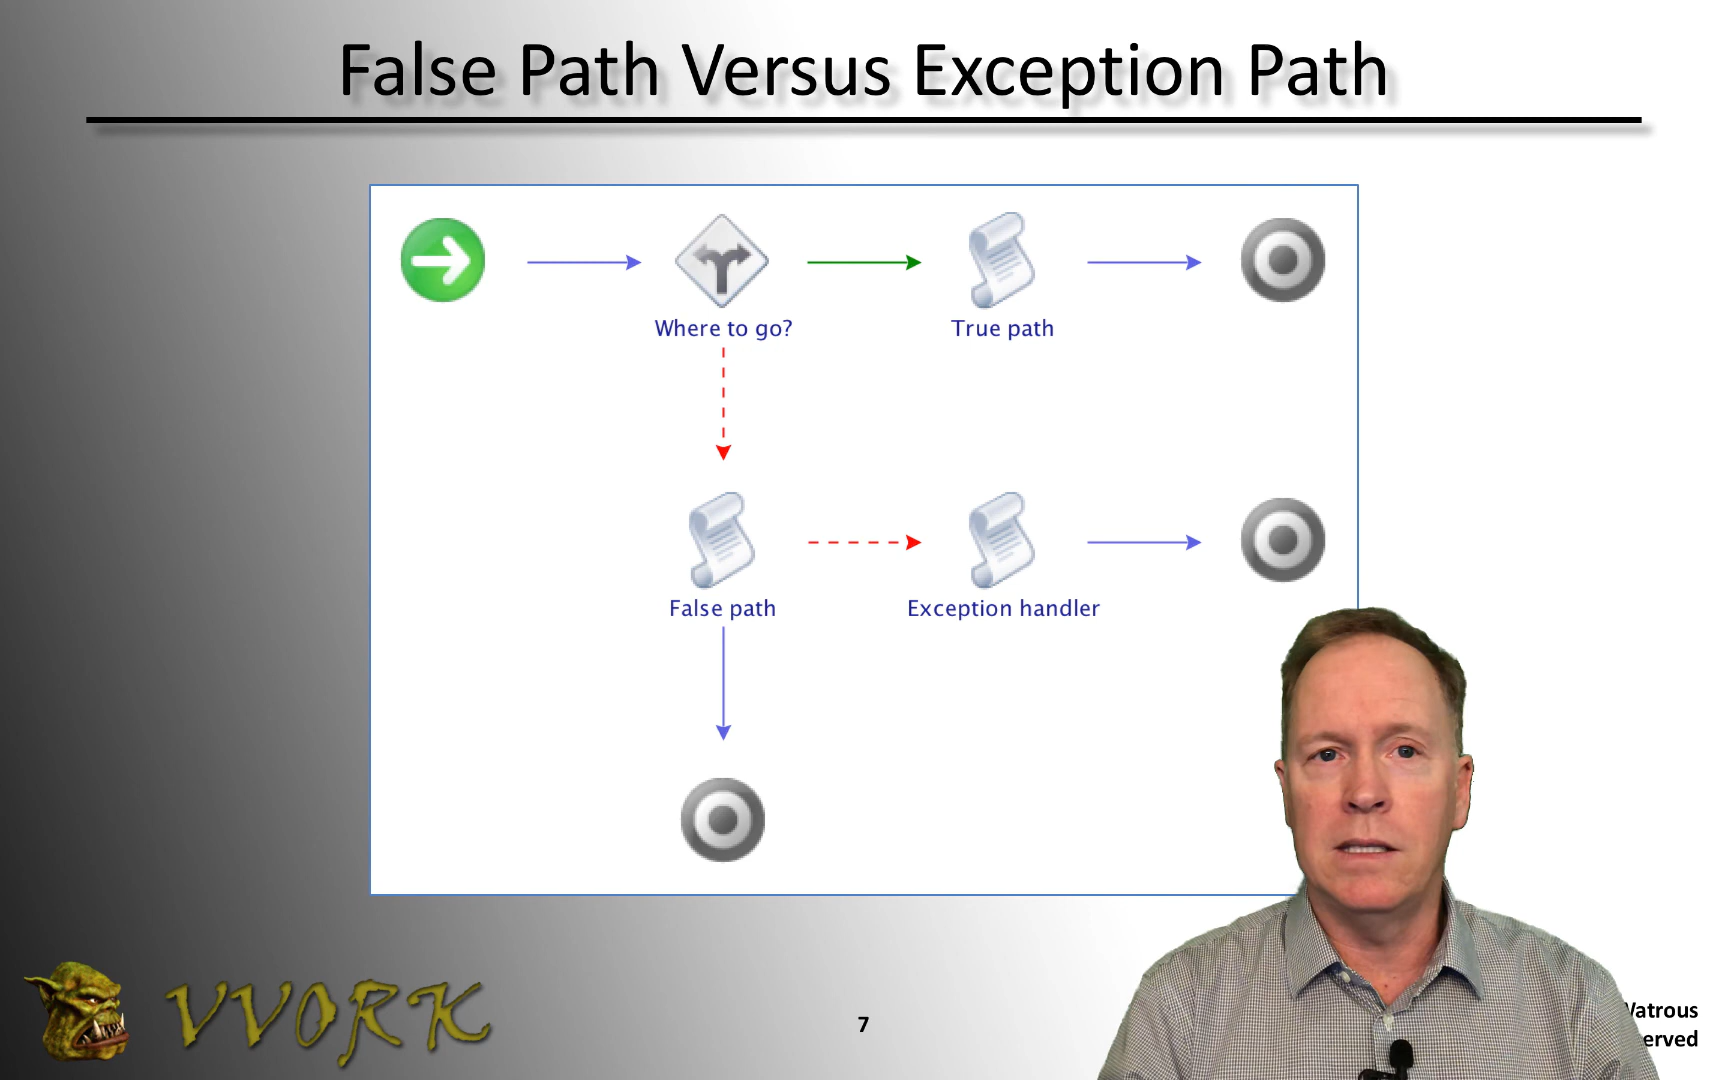 False Path Versus Exception Path
Where to go?
True path
False path
Exception handler
VVORK
7